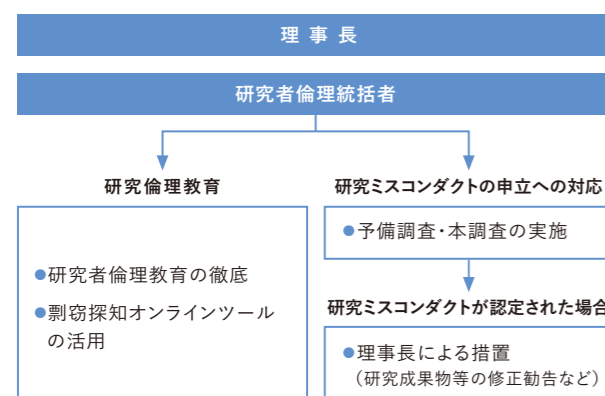 理事長
研究者倫理統括者
研究倫理教育
●研究者倫理教育の徹底
●剽窃探知オンラインツール
の活用
研究ミスコンダクトの申立への対応
●予備調査・本調査の実施
研究ミスコンダクトが認定された場合
●理事長による措置
（研究成果物等の修正勧告など）